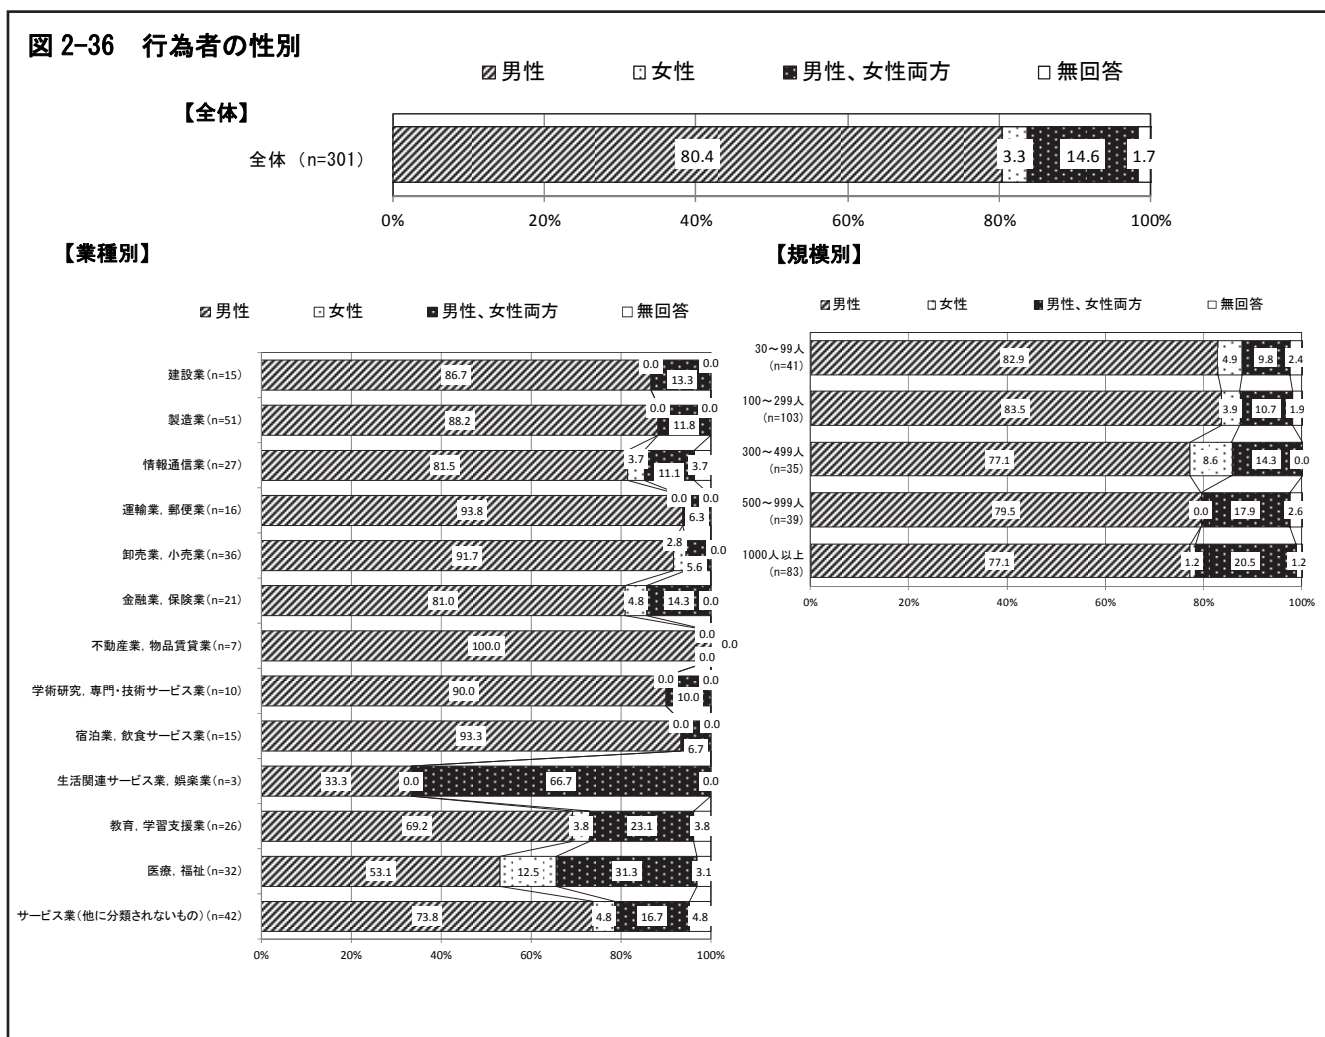 図 2-36 行為者の性別
男性 女性 男性、女性両方 無回答
【全体】
全体 (n=301) 80.4 3.3 14.6 1.7
0% 20% 40% 60% 80% 100%
【業種別】
男性 女性 男性、女性両方 無回答
建設業(n=15) 86.7 0.0 13.3 0.0
製造業(n=51) 88.2 0.0 11.8 0.0
情報通信業(n=27) 81.5 3.7 11.1 3.7
運輸業,郵便業(n=16) 93.8 0.0 6.3 0.0
卸売業,小売業(n=36) 91.7 2.8 5.6 0.0
金融業,保険業(n=21) 81.0 4.8 14.3 0.0
不動産業,物品賃貸業(n=7) 100.0 0.0 0.0 0.0
学術研究,専門・技術サービス業(n=10) 90.0 0.0 10.0 0.0
宿泊業,飲食サービス業(n=15) 93.3 0.0 6.7 0.0
生活関連サービス業,娯楽業(n=3) 33.3 0.0 66.7 0.0
教育,学習支援業(n=26) 69.2 3.8 23.1 3.8
医療,福祉(n=32) 53.1 12.5 31.3 3.1
サービス業(他に分類されないもの)(n=42) 73.8 4.8 16.7 4.8
0% 20% 40% 60% 80% 100%
【規模別】
男性 女性 男性、女性両方 無回答
30～99人
(n=41) 82.9 4.9 9.8 2.4
100～299人
(n=103) 83.5 3.9 10.7 1.9
300～499人
(n=35) 77.1 8.6 14.3 0.0
500～999人
(n=39) 79.5 0.0 17.9 2.6
1000人以上
(n=83) 77.1 1.2 20.5 1.2
0% 20% 40% 60% 80% 100%